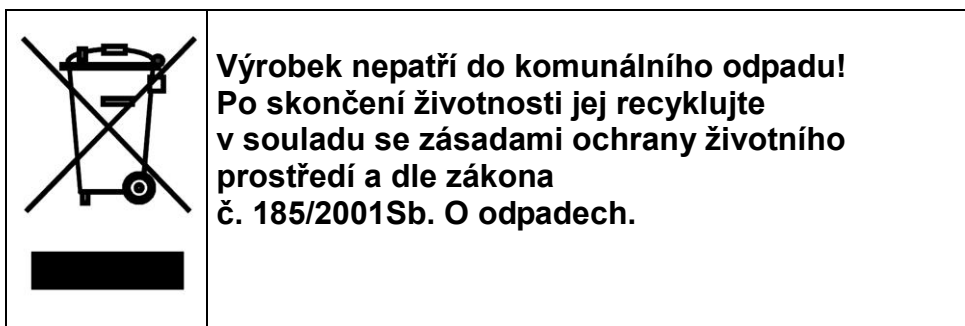 Výrobek nepatří do komunálního odpadu!
Po skončení životnosti jej recyklujte
v souladu se zásadami ochrany životního
prostředí a dle zákona
č. 185/2001Sb. O odpadech.